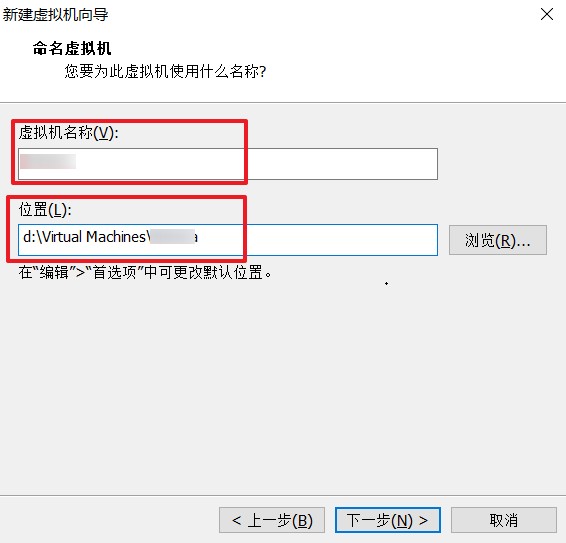 新建虚拟机向导
命名虚拟机
您要为此虚拟机使用什么名称?
虚拟机名称(V):
位置(L):
d:\Virtual Machines\
浏览(R)...
在“编辑”>“首选项”中可更改默认位置。
< 上一步(B)
下一步(N) >
取消